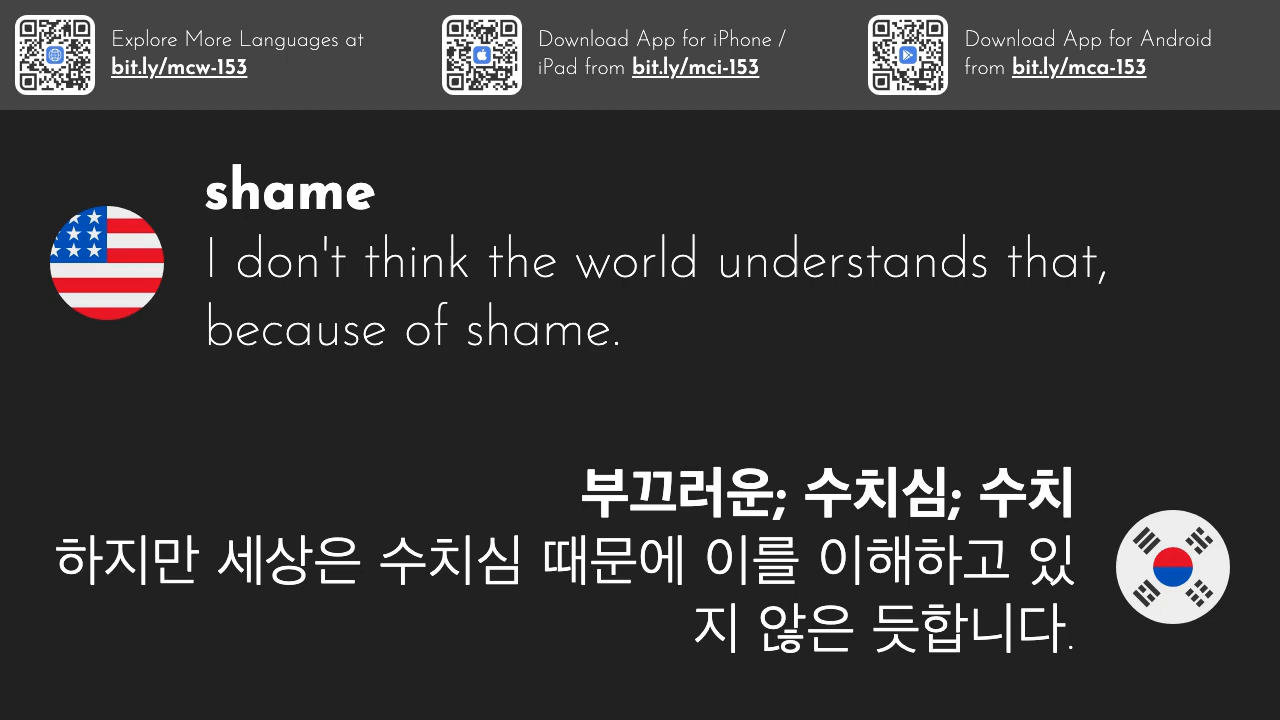 Explore More Languages at
bit.ly/mcw-153
Download App for iPhone /
iPad from bit.ly/mci-153
Download App for Android
from bit.ly/mca-153
shame
I don't think the world understands that,
because of shame.
부끄러운; 수치심; 수치
하지만 세상은 수치심 때문에 이를 이해하고 있
지 않은 듯합니다.